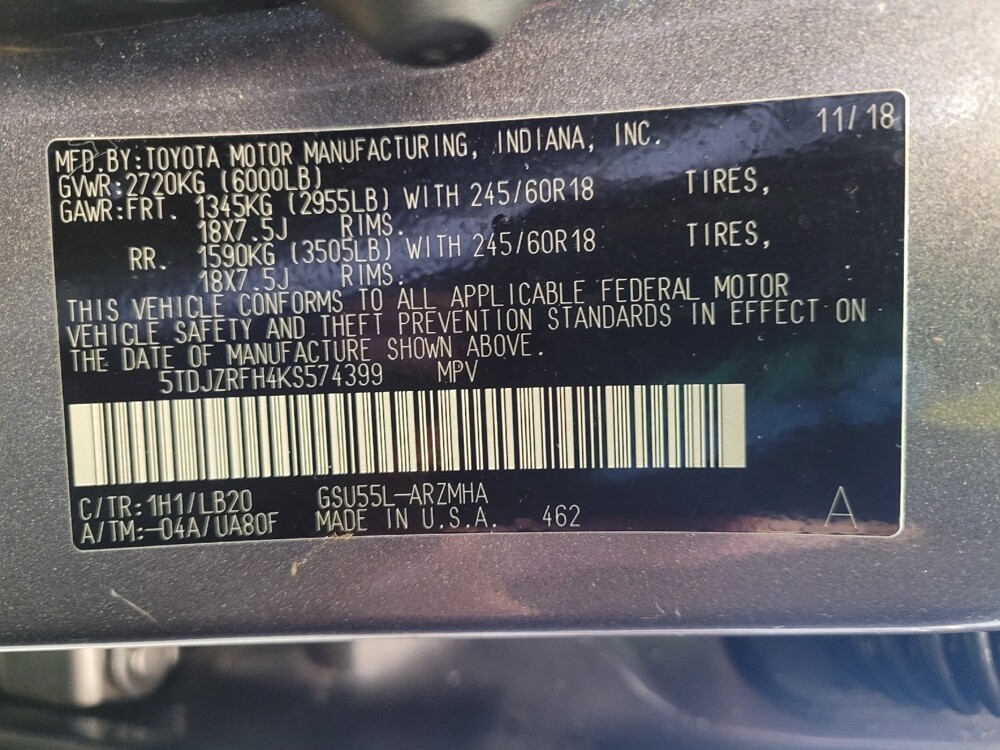 11/18
MFD BY:TOYOTA MOTOR MANUFACTURING, INDIANA, INC.
GVWR:2720KG (6000LB)
GAWR:FRT. 1345KG (2955LB) WITH 245/60R18 TIRES,
18X7.5J RIMS.
RR. 1590KG (3505LB) WITH 245/60R18 TIRES,
18X7.5J RIMS.
THIS VEHICLE CONFORMS TO ALL APPLICABLE FEDERAL MOTOR
VEHICLE SAFETY AND THEFT PREVENTION STANDARDS IN EFFECT ON
THE DATE OF MANUFACTURE SHOWN ABOVE.
5TDJZRFH4KS574399 MPV
C/TR:1H1/LB20 GSU55L-ARZMHA
A/TM:-04A/UA80F MADE IN U.S.A. 462
A